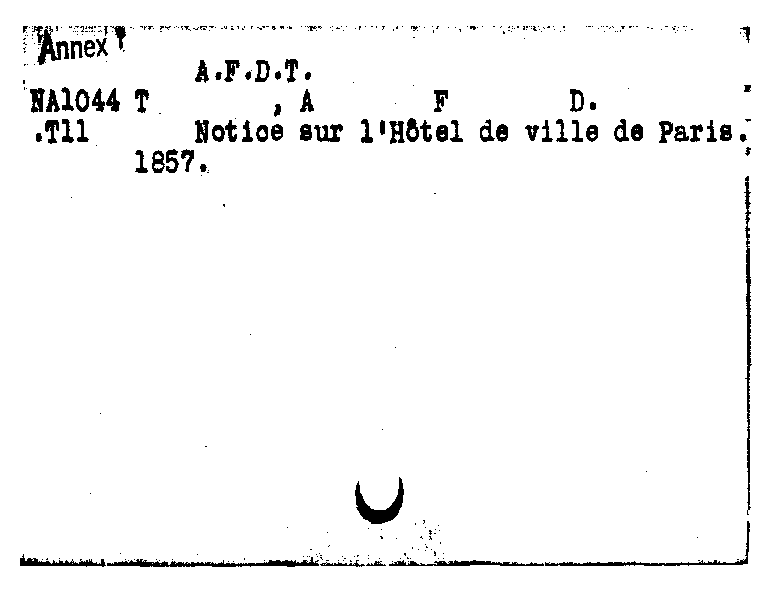 Annex
A.F.D.T.
NA1044 T , A F D.
.T11 Notice sur l'Hôtel de ville de Paris.
1857.